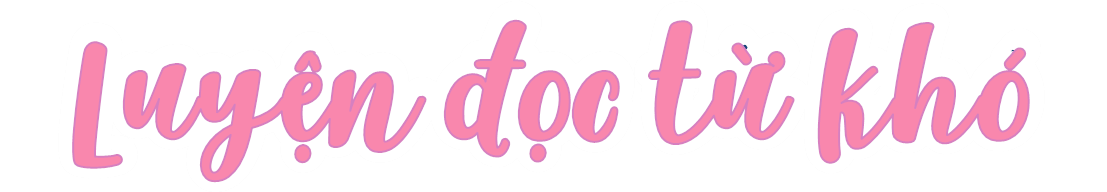 Luyện đọc từ khó